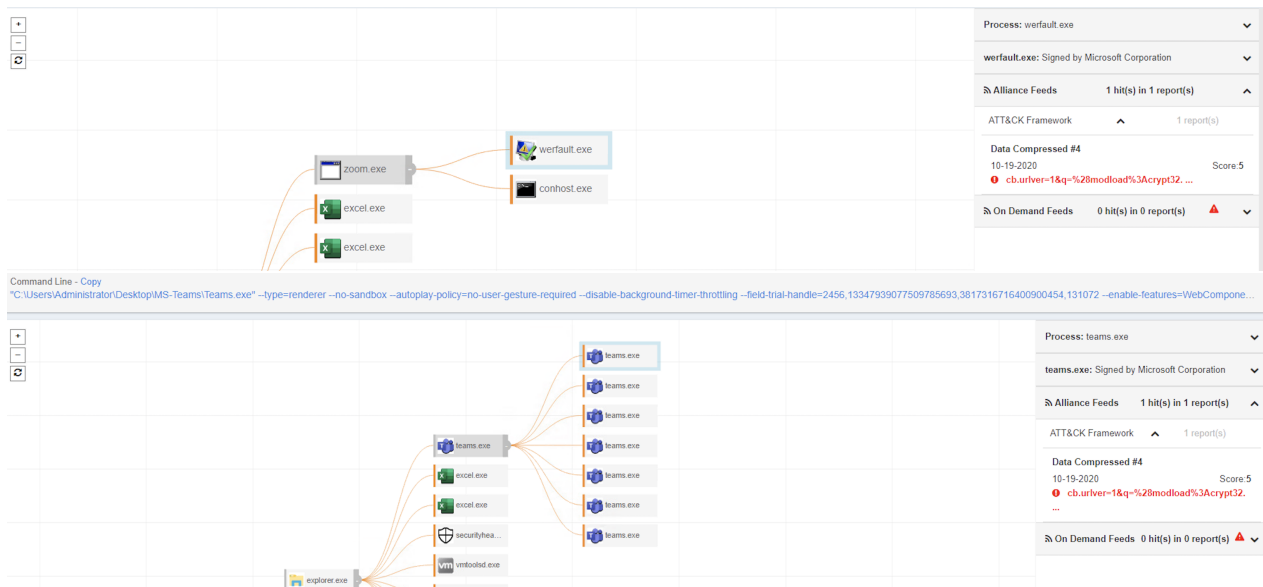 +
−
Process: werfault.exe
werfault.exe: Signed by Microsoft Corporation
Alliance Feeds 1 hit(s) in 1 report(s)
ATT&CK Framework 1 report(s)
Data Compressed #4
10-19-2020 Score:5
cb.urlver=1&q=%28modload%3Acrypt32. ...
On Demand Feeds 0 hit(s) in 0 report(s)
werfault.exe
zoom.exe
conhost.exe
excel.exe
excel.exe
Command Line - Copy
"C:\Users\Administrator\Desktop\MS-Teams\Teams.exe" --type=renderer --no-sandbox --autoplay-policy=no-user-gesture-required --disable-background-timer-throttling --field-trial-handle=2456,13347939077509785693,3817316716400900454,131072 --enable-features=WebCompone...
+
−
Process: teams.exe
teams.exe: Signed by Microsoft Corporation
Alliance Feeds 1 hit(s) in 1 report(s)
ATT&CK Framework 1 report(s)
Data Compressed #4
10-19-2020 Score:5
cb.urlver=1&q=%28modload%3Acrypt32.
...
On Demand Feeds 0 hit(s) in 0 report(s)
teams.exe
teams.exe
teams.exe
teams.exe
teams.exe
excel.exe
teams.exe
excel.exe
teams.exe
securityhea...
teams.exe
vm vmtoolsd.exe
explorer.exe